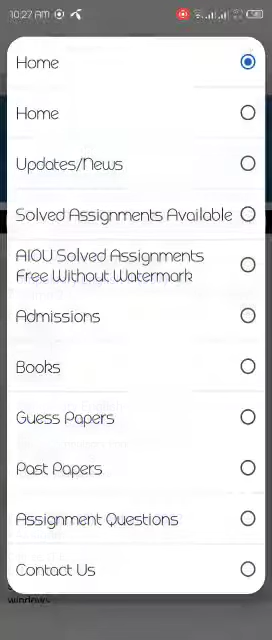 10:27 AM
Home
Home
Updates/News
Solved Assignments Available
AIOU Solved Assignments
Free Without Watermark
Admissions
Books
Guess Papers
Past Papers
Assignment Questions
Contact Us
windows